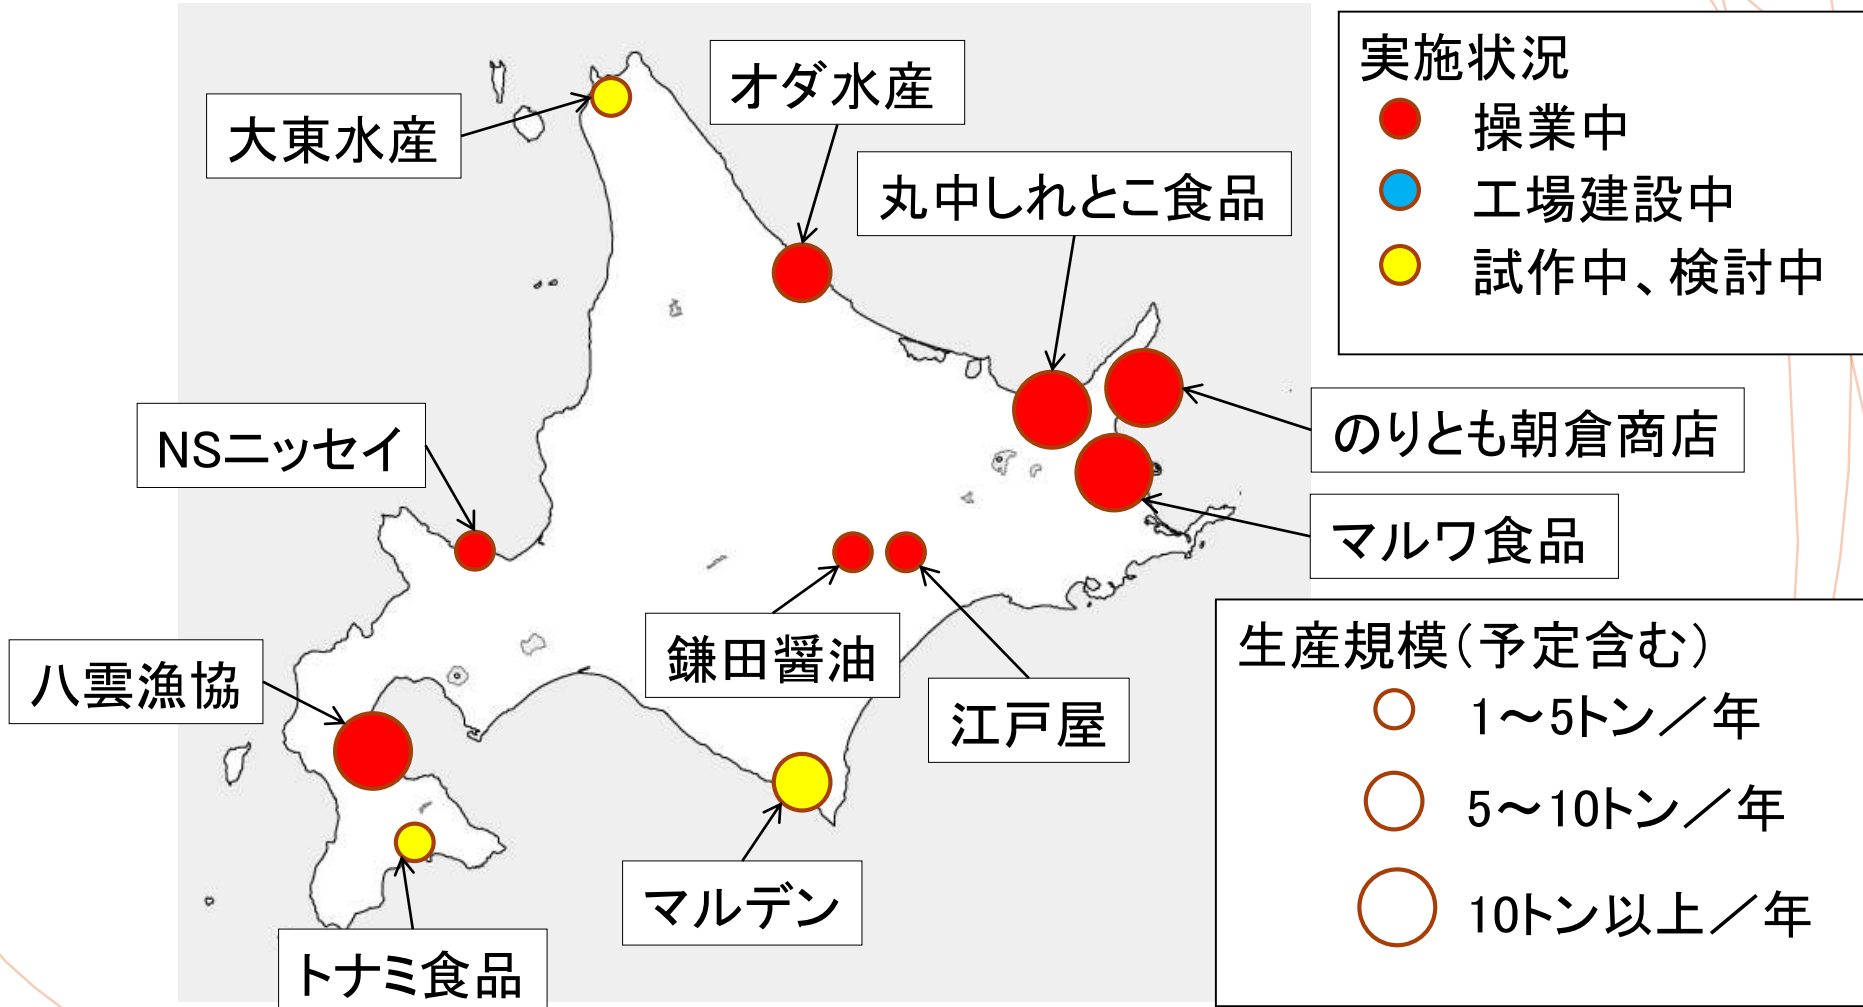 実施状況
操業中
工場建設中
試作中、検討中
オダ水産
大東水産
丸中しれとこ食品
のりとも朝倉商店
NSニッセイ
マルワ食品
鎌田醤油
江戸屋
八雲漁協
マルデン
トナミ食品
生産規模(予定含む)
1～5トン／年
5～10トン／年
10トン以上／年